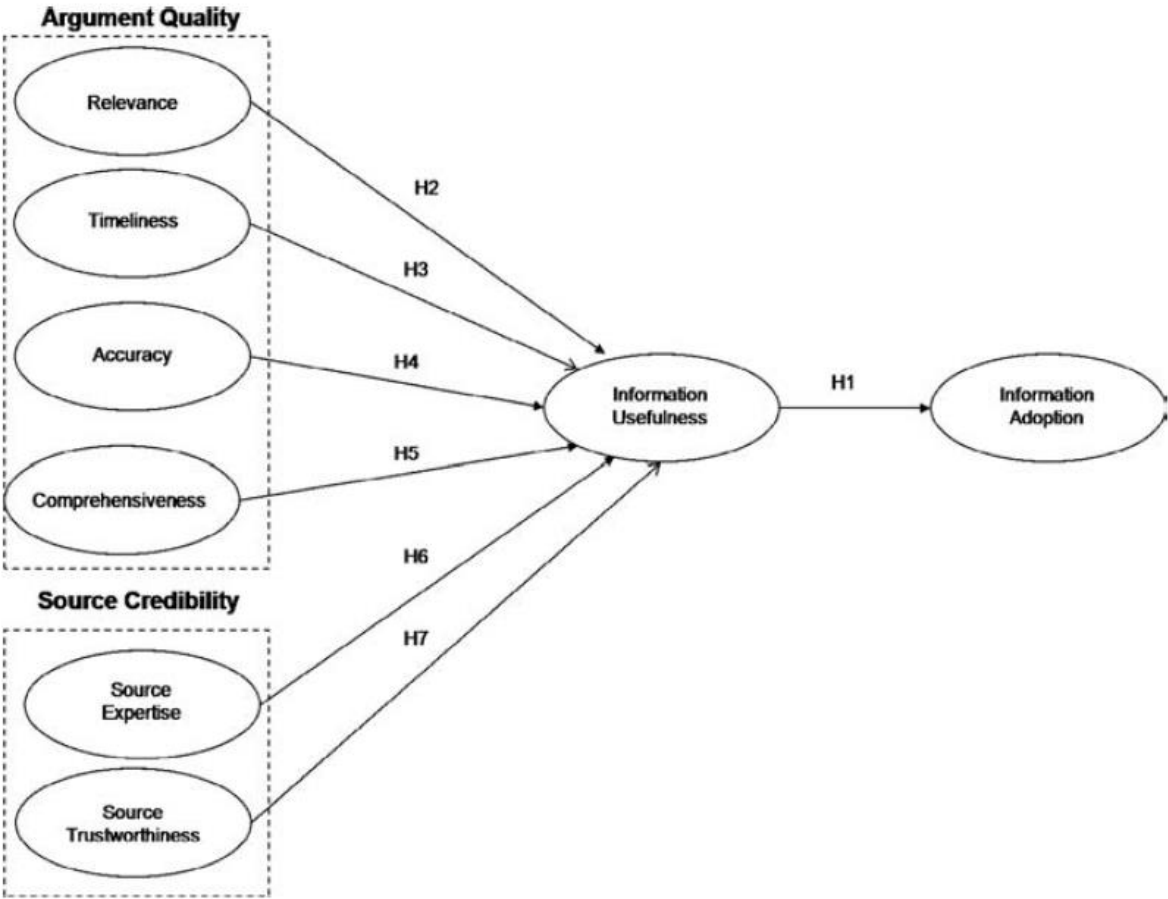 Argument Quality
Relevance
H2
Timeliness
H3
Accuracy
H4
Information
Usefulness
H1
Information
Adoption
H5
Comprehensiveness
H6
Source Credibility
H7
Source
Expertise
Source
Trustworthiness